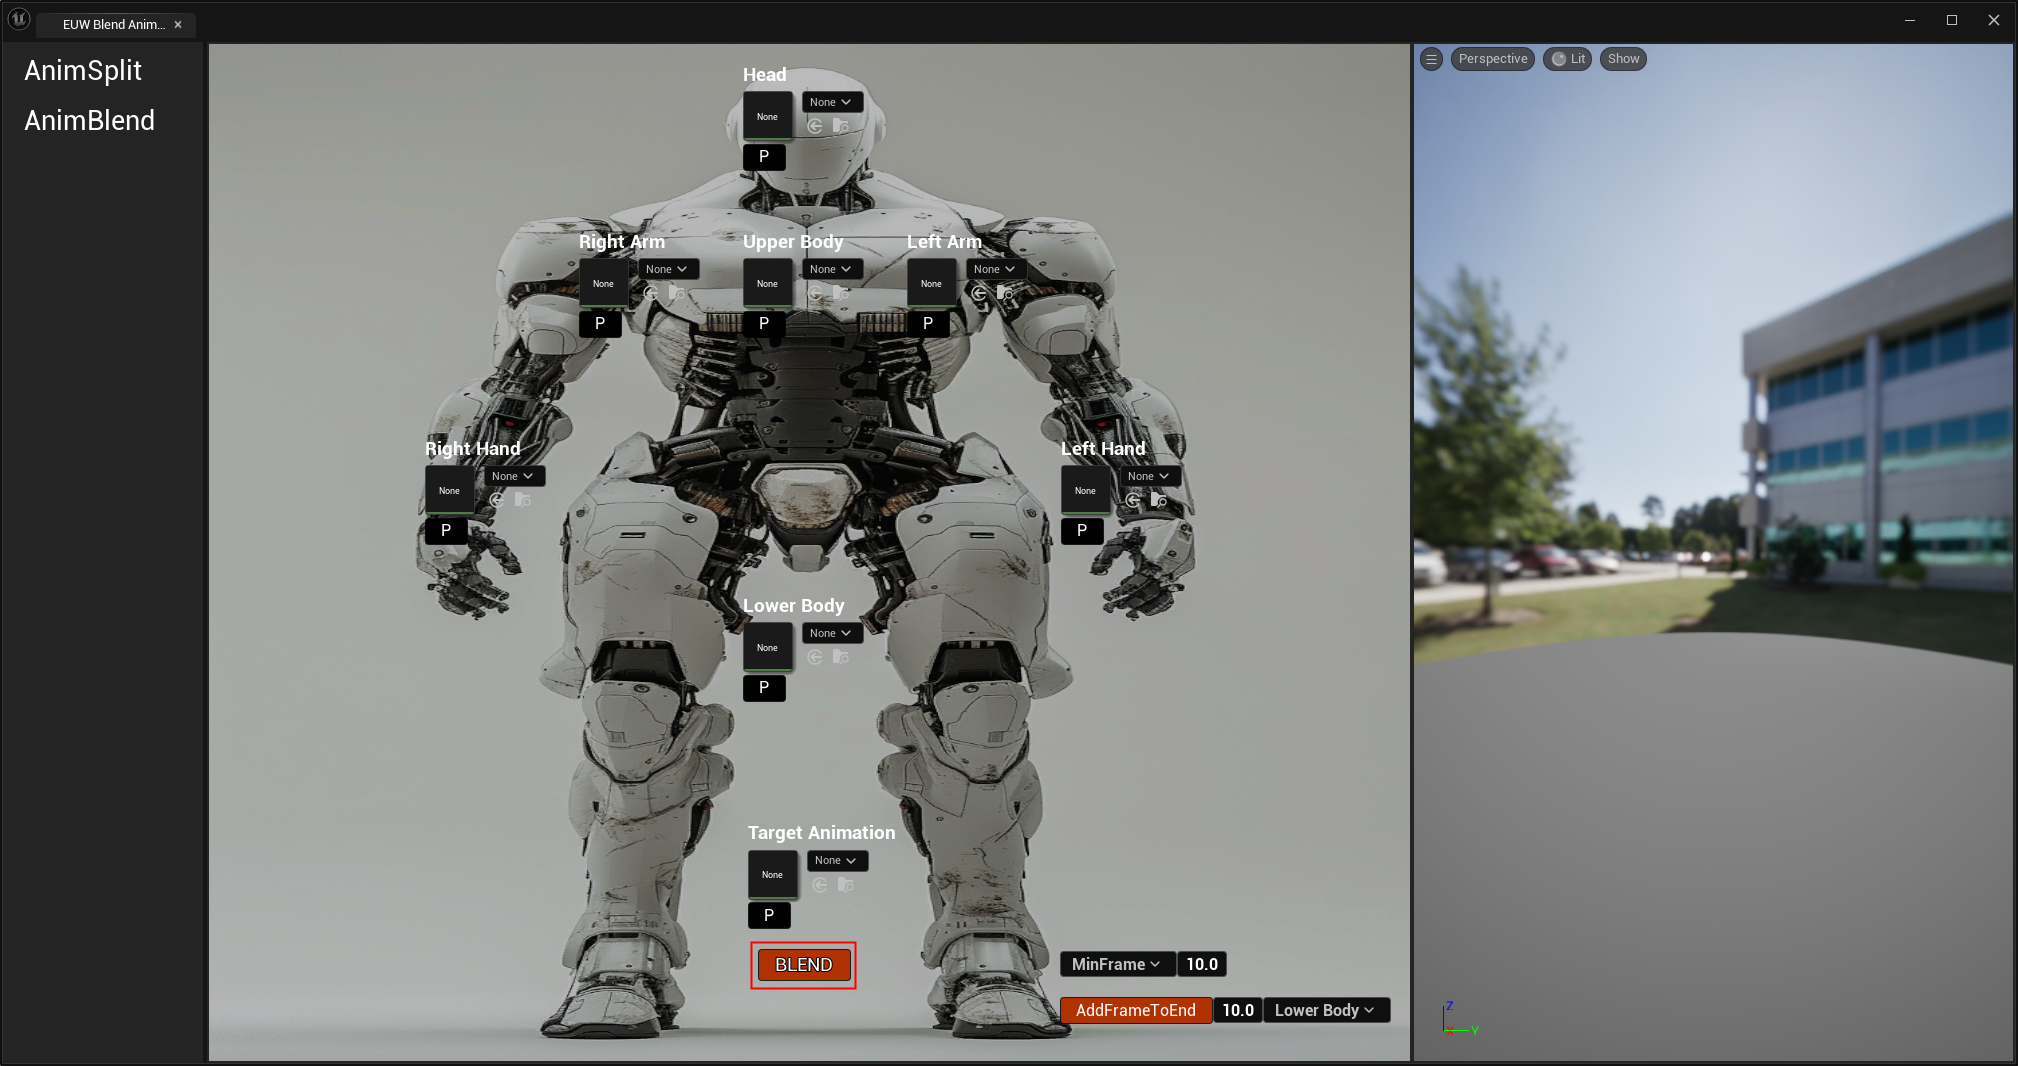 EUW Blend Anim...
AnimSplit
AnimBlend
Perspective
Lit
Show
Head
None
None
P
Right Arm
None
None
P
Upper Body
None
None
P
Left Arm
None
None
P
Right Hand
None
None
P
Left Hand
None
None
P
Lower Body
None
None
P
Target Animation
None
None
P
BLEND
MinFrame
10.0
AddFrameToEnd
10.0
Lower Body
Z
X
Y